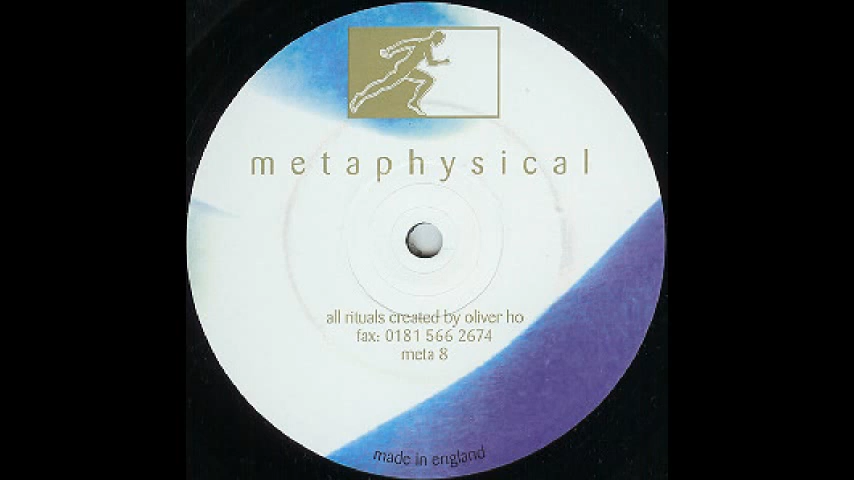 metaphysical
all rituals created by oliver ho
fax: 0181 566 2674
meta 8
made in england